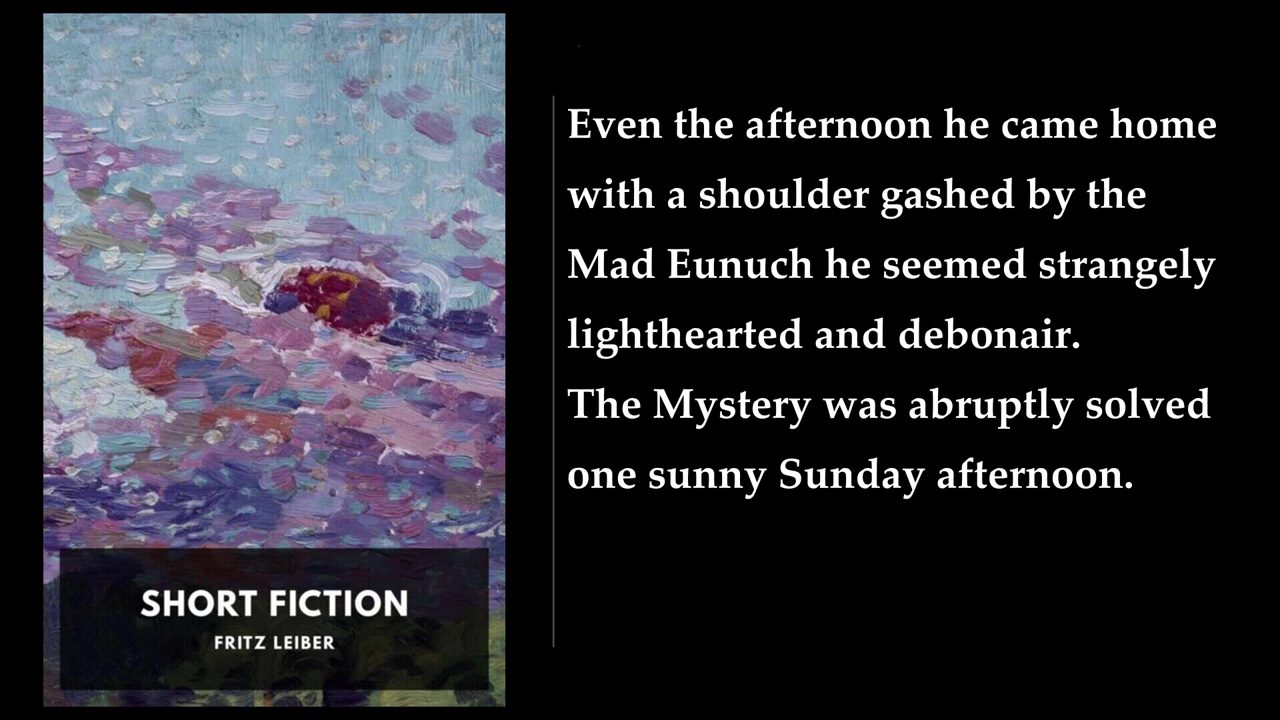 SHORT FICTION
FRITZ LEIBER
Even the afternoon he came home
with a shoulder gashed by the
Mad Eunuch he seemed strangely
lighthearted and debonair.
The Mystery was abruptly solved
one sunny Sunday afternoon.